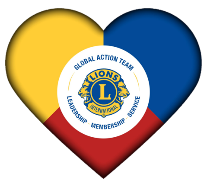 GLOBAL ACTION TEAM
LIONS
L
INTERNATIONAL
LEADERSHIP MEMBERSHIP SERVICE